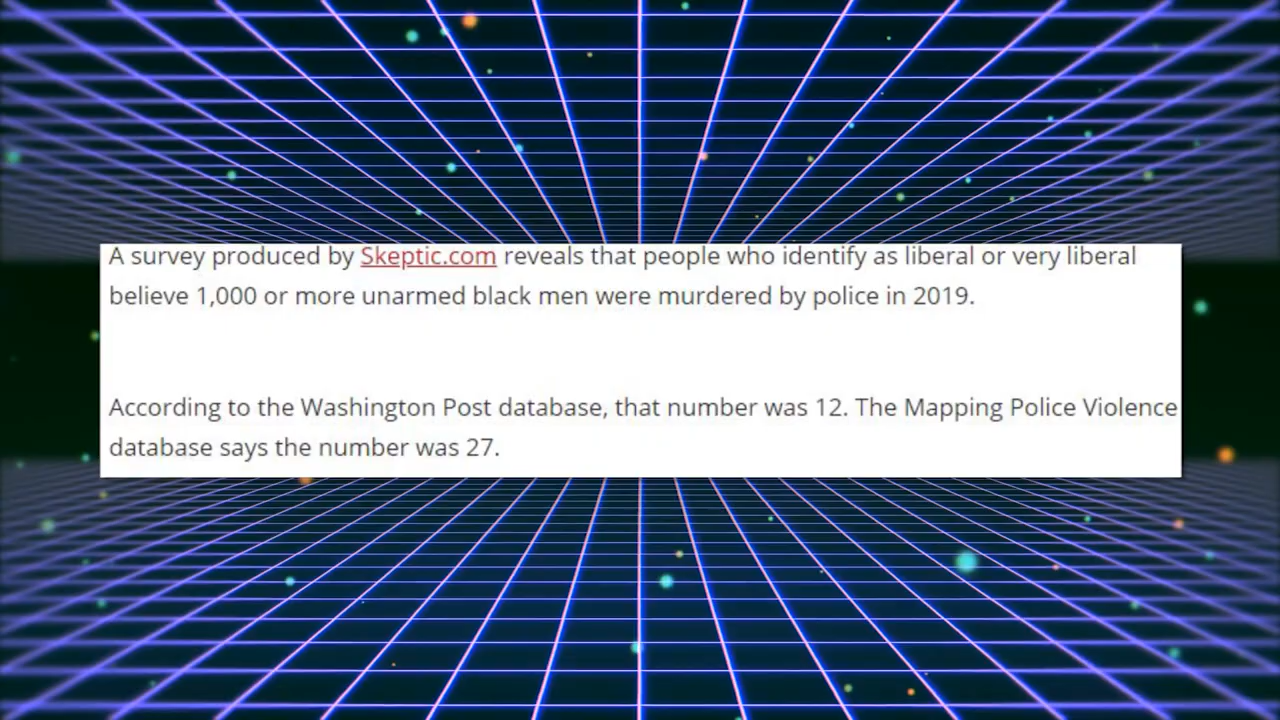 A survey produced by Skeptic.com reveals that people who identify as liberal or very liberal
believe 1,000 or more unarmed black men were murdered by police in 2019.
According to the Washington Post database, that number was 12. The Mapping Police Violence
database says the number was 27.